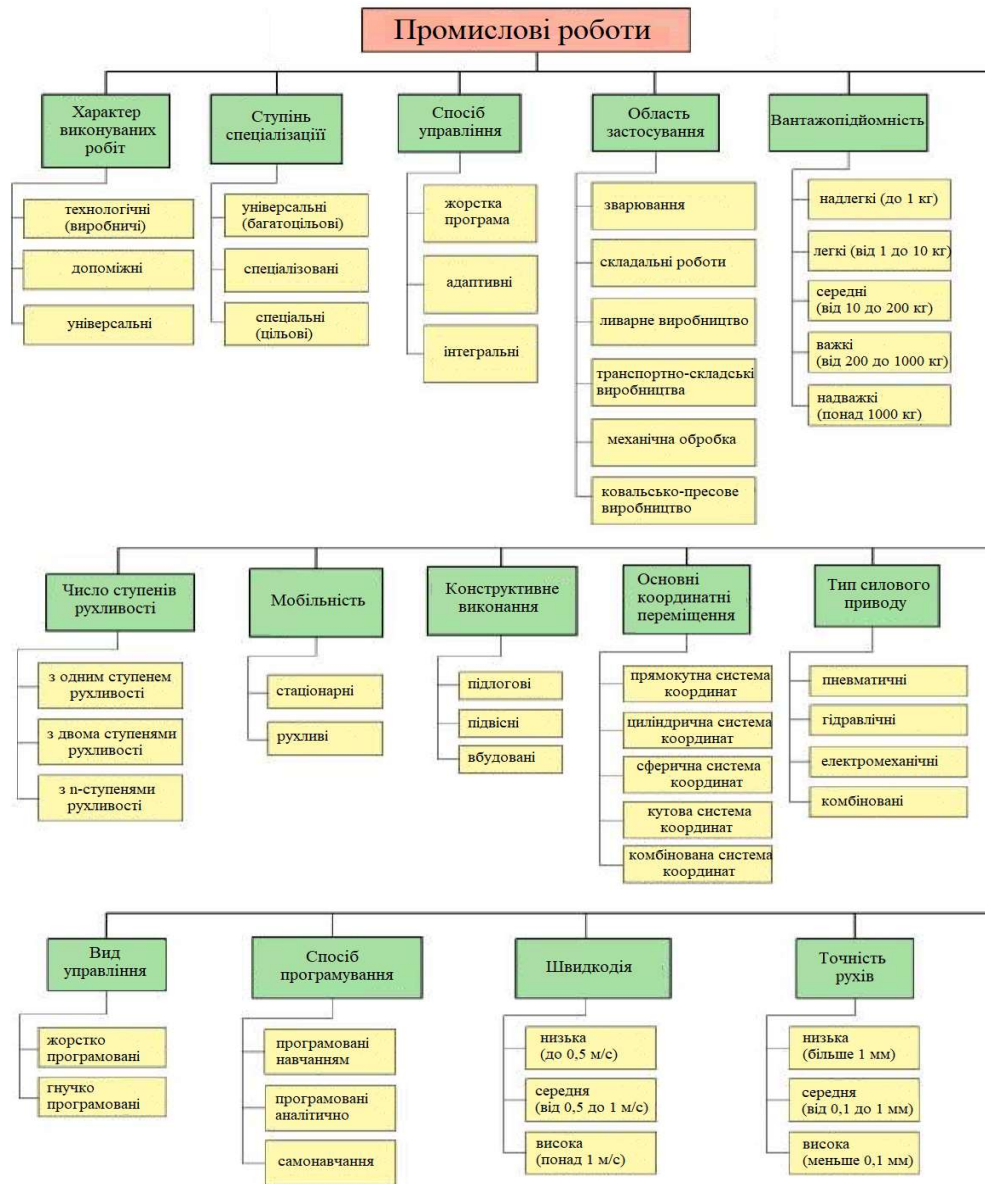 Промислові роботи
Характер
виконуваних
робіт
технологічні
(виробничі)
допоміжні
універсальні
Ступінь
спеціалізаціїї
універсальні
(багатоцільові)
спеціалізовані
спеціальні
(цільові)
Спосіб
управління
жорстка
програма
адаптивні
інтегральні
Область
застосування
зварювання
складальні роботи
ливарне виробництво
транспортно-складські
виробництва
механічна обробка
ковальсько-пресове
виробництво
Вантажопідйомність
надлегкі (до 1 кг)
легкі (від 1 до 10 кг)
середні
(від 10 до 200 кг)
важкі
(від 200 до 1000 кг)
надважкі
(понад 1000 кг)
Число ступенів
рухливості
з одним ступенем
рухливості
з двома ступенями
рухливості
з n-ступенями
рухливості
Мобільність
стаціонарні
рухливі
Конструктивне
виконання
підлогові
підвісні
вбудовані
Основні
координатні
переміщення
прямокутна система
координат
циліндрична система
координат
сферична система
координат
кутова система
координат
комбінована система
координат
Тип силового
приводу
пневматичні
гідравлічні
електромеханічні
комбіновані
Вид
управління
жорстко
програмовані
гнучко
програмовані
Спосіб
програмування
програмовані
навчанням
програмовані
аналітично
самонавчання
Швидкодія
низька
(до 0,5 м/с)
середня
(від 0,5 до 1 м/с)
висока
(понад 1 м/с)
Точність
рухів
низька
(більше 1 мм)
середня
(від 0,1 до 1 мм)
висока
(меньше 0,1 мм)